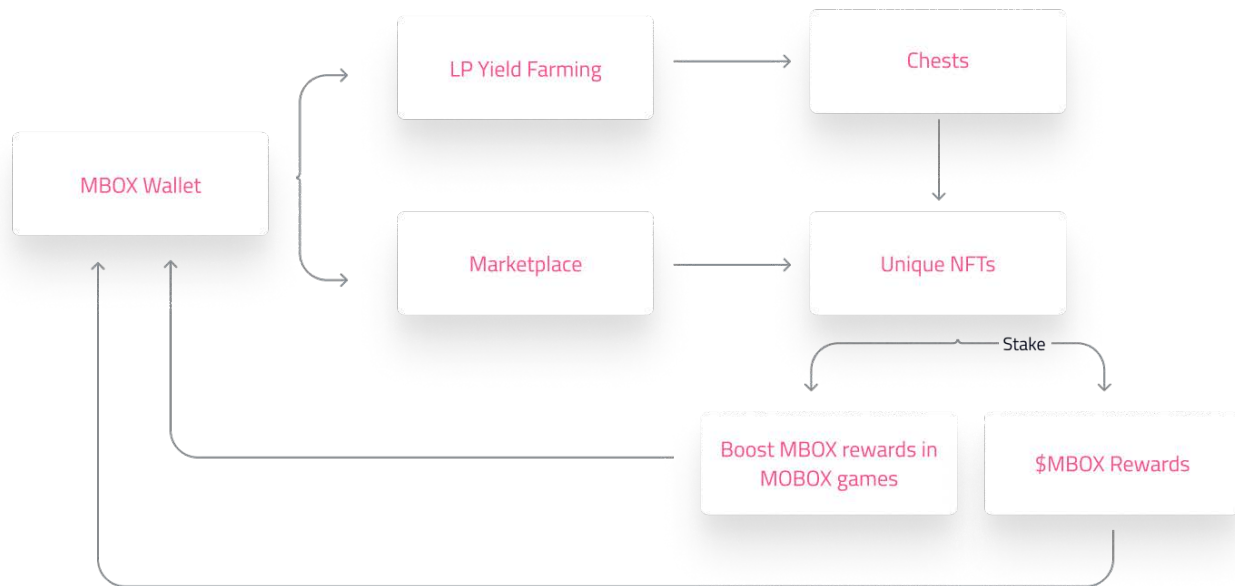 LP Yield Farming
Chests
MBOX Wallet
Marketplace
Unique NFTs
Stake
Boost MBOX rewards in
MOBOX games
$MBOX Rewards